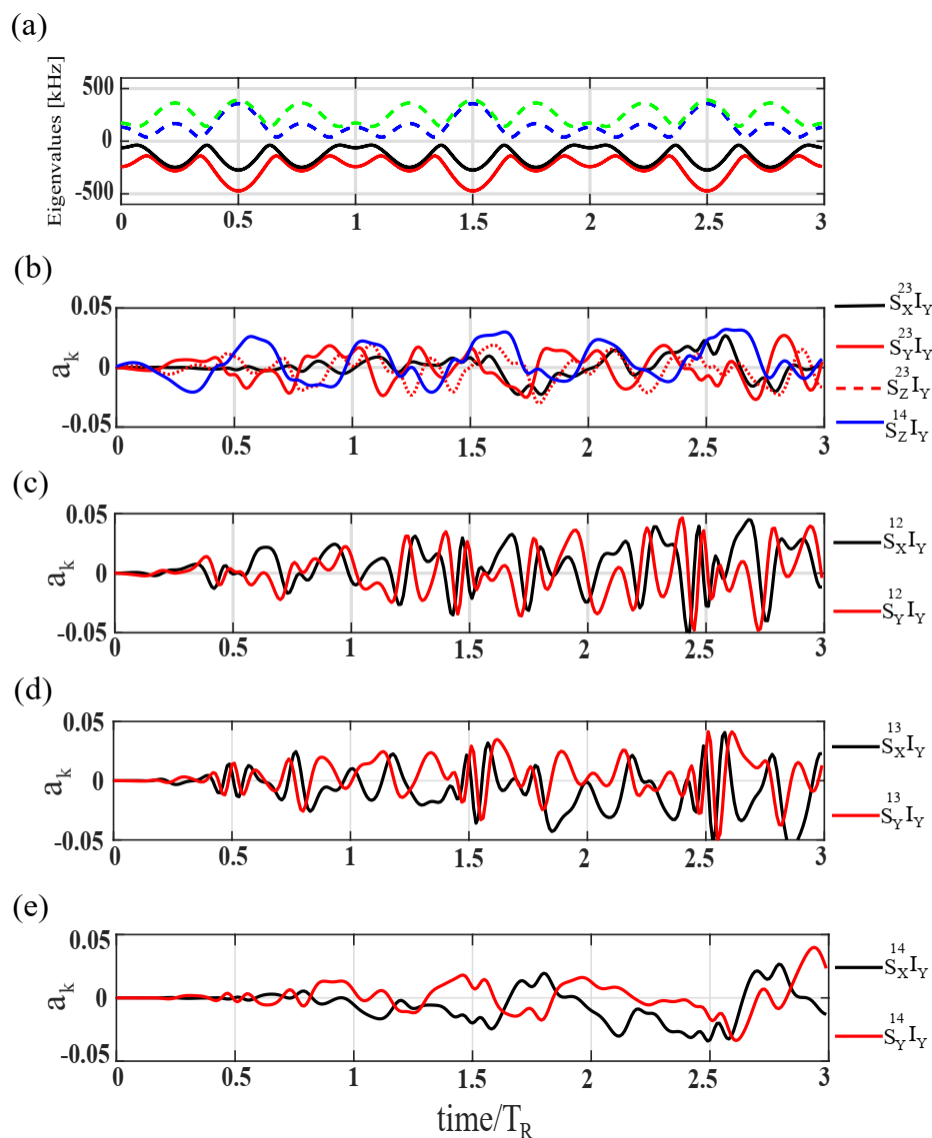 (a)
Eigenvalues [kHz]
500
0
-500
0 0.5 1 1.5 2 2.5 3
(b)
a_k
0.05
0
-0.05
0 0.5 1 1.5 2 2.5 3
S_X^23 I_Y
S_Y^23 I_Y
S_Z^23 I_Y
S_Z^14 I_Y
(c)
a_k
0.05
0
-0.05
0 0.5 1 1.5 2 2.5 3
S_X^12 I_Y
S_Y^12 I_Y
(d)
a_k
0.05
0
-0.05
0 0.5 1 1.5 2 2.5 3
S_X^13 I_Y
S_Y^13 I_Y
(e)
a_k
0.05
0
-0.05
0 0.5 1 1.5 2 2.5 3
S_X^14 I_Y
S_Y^14 I_Y
time/T_R